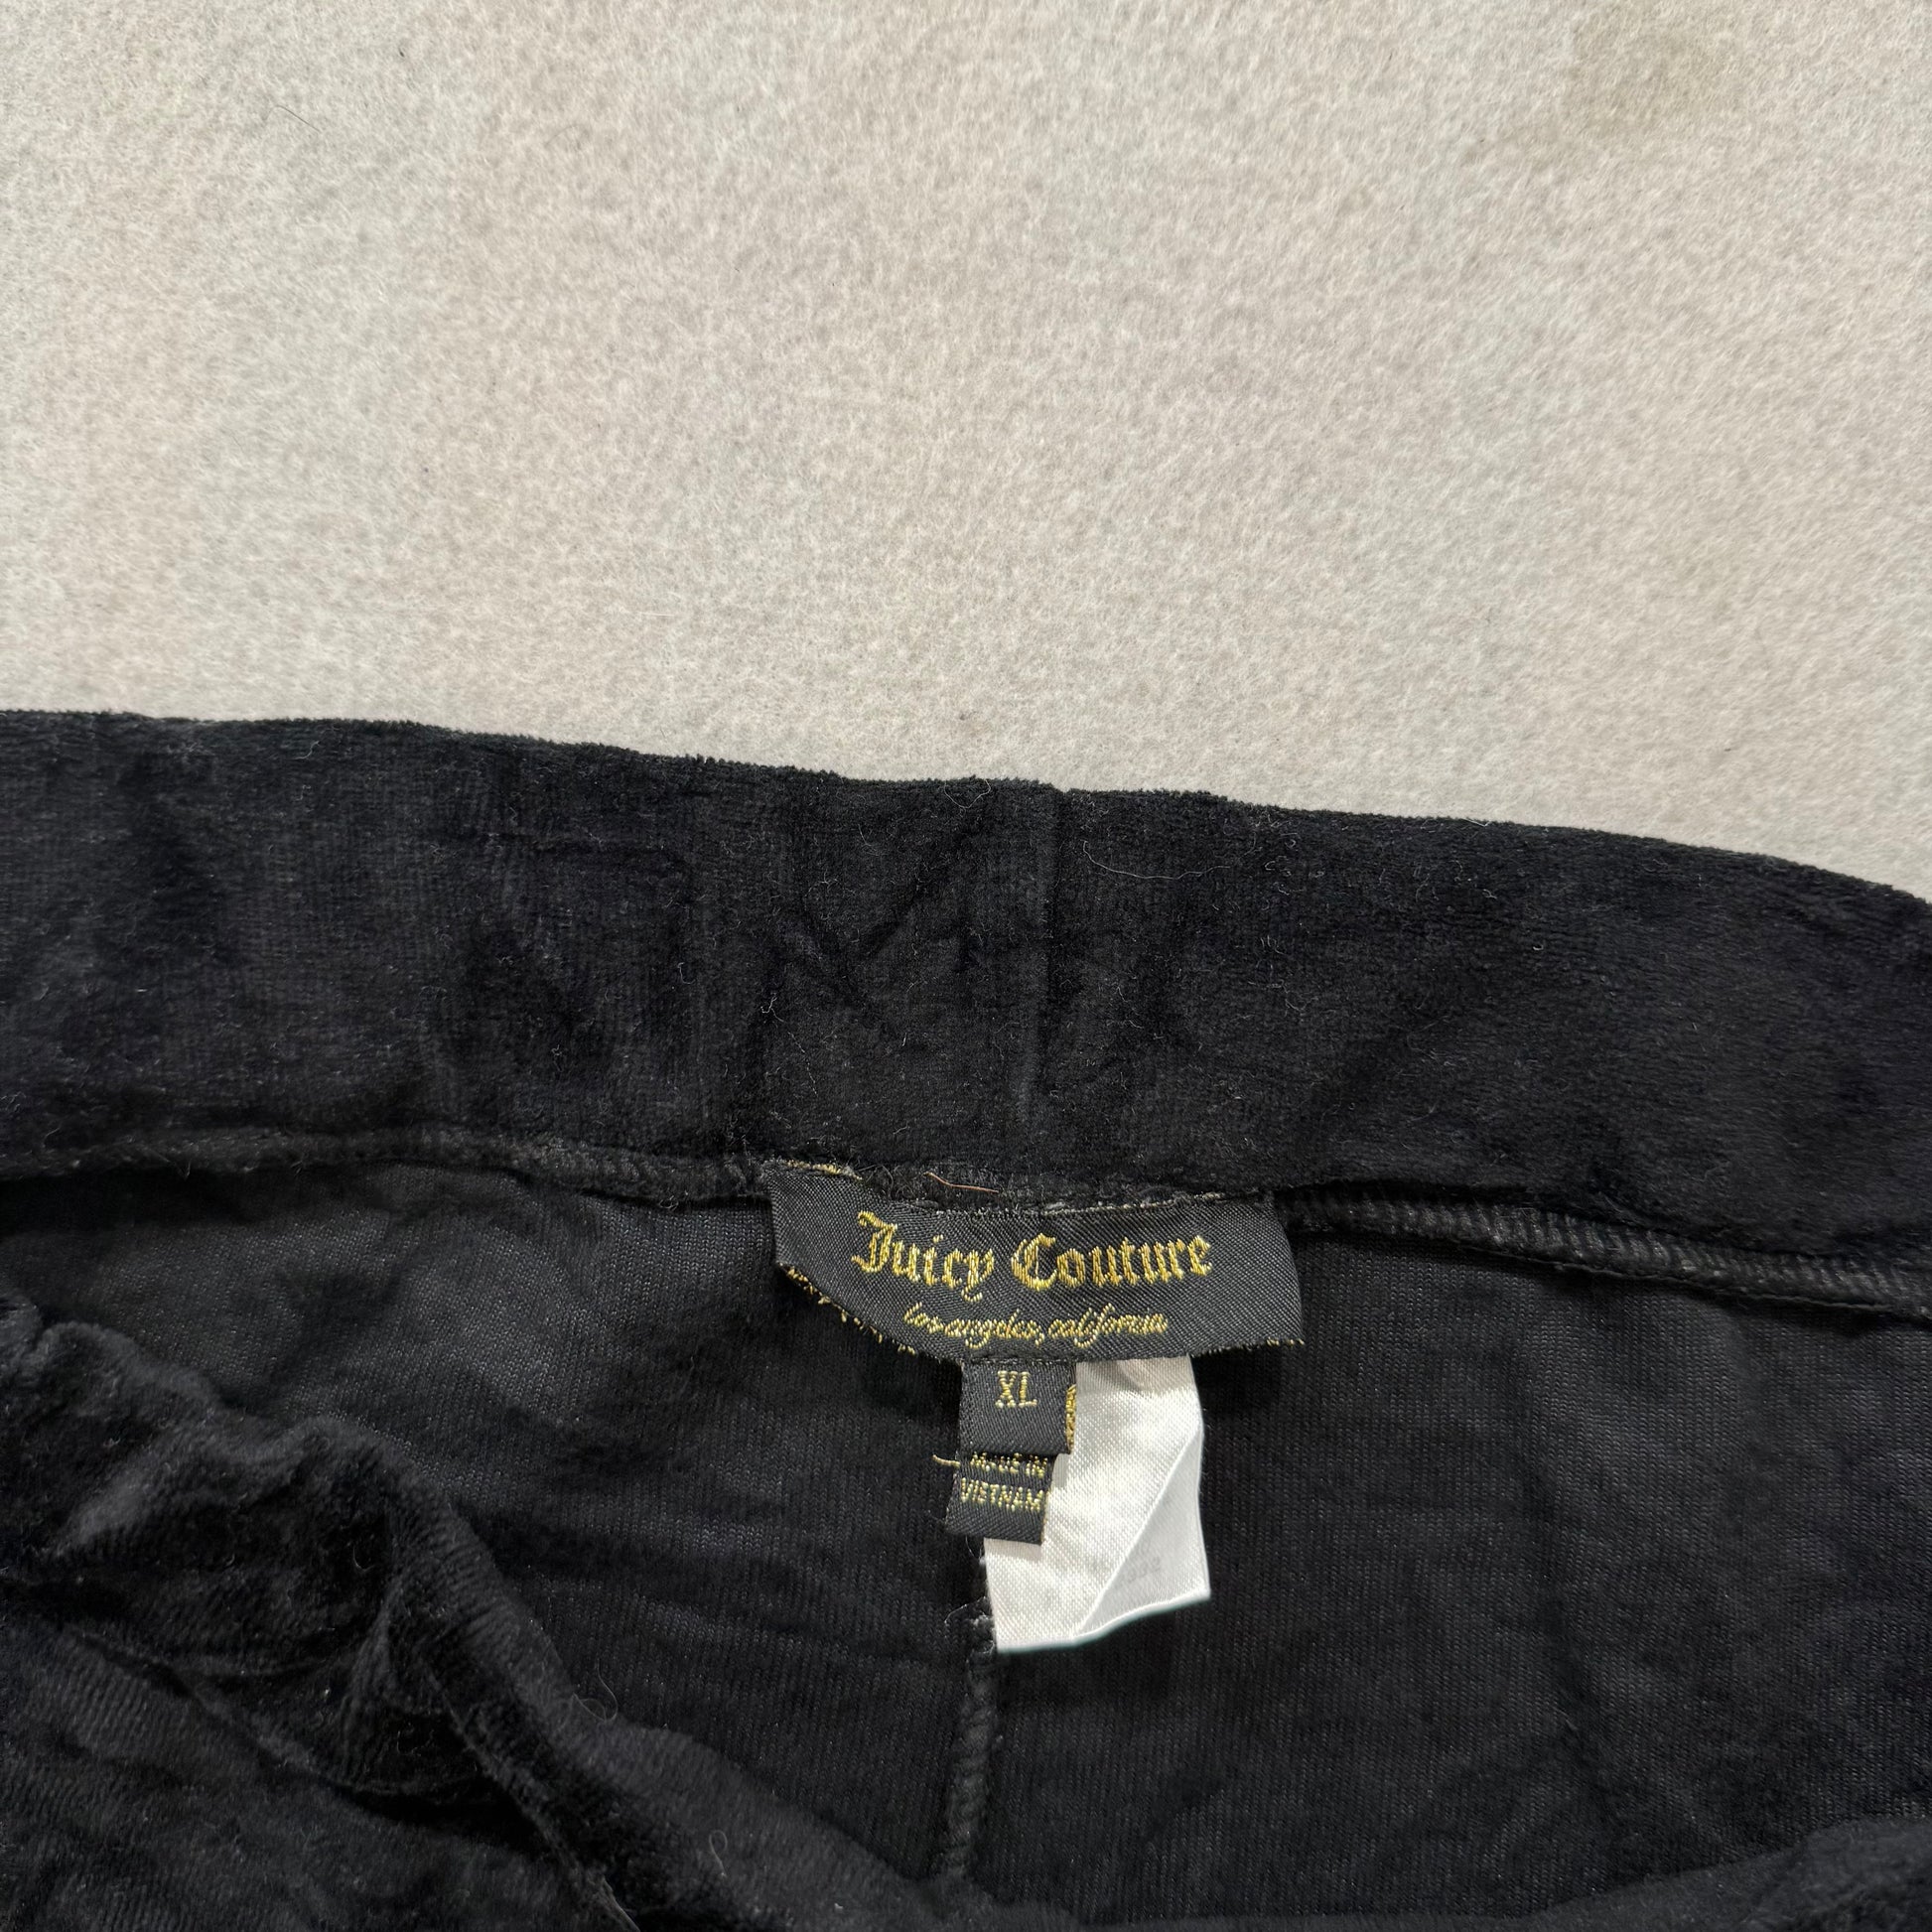 Juicy Couture
los angeles, california
XL
MADE IN
VIETNAM